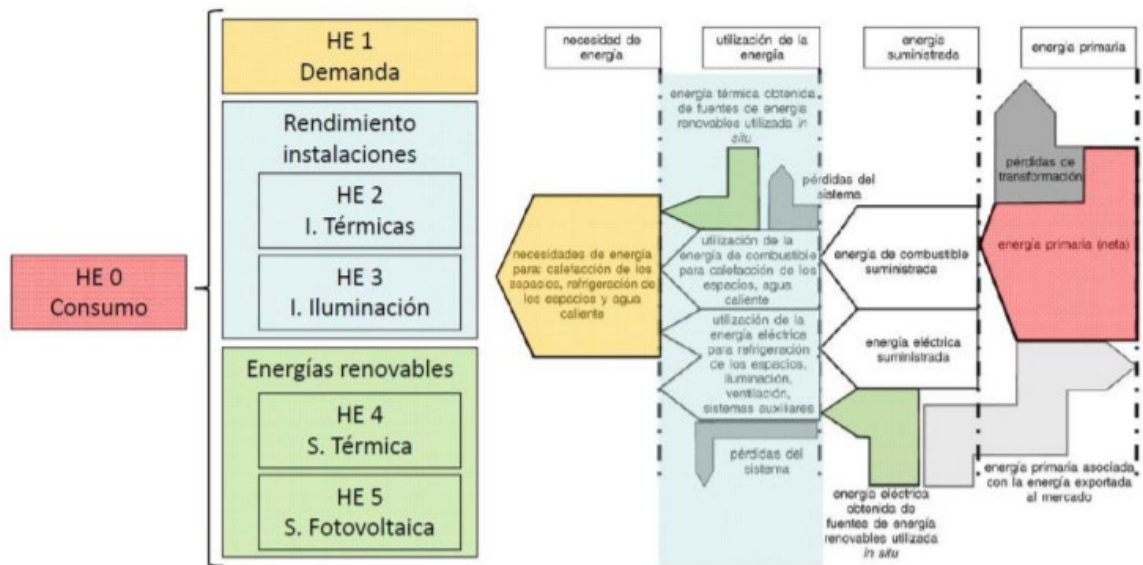 HE 0
Consumo
HE 1
Demanda
Rendimiento
instalaciones
HE 2
I. Térmicas
HE 3
I. Iluminación
Energías renovables
HE 4
S. Térmica
HE 5
S. Fotovoltaica
necesidad de
energía
utilización de la
energía
energía
suministrada
energía primaria
energía térmica obtenida
de fuentes de energía
renovables utilizada in
situ
pérdidas del
sistema
pérdidas de
transformación
necesidades de energía
para: calefacción de los
espacios, refrigeración de
los espacios y agua
caliente
utilización de la
energía de combustible
para calefacción de los
espacios, agua
caliente
energía de combustible
suministrada
energía primaria (neta)
utilización de la
energía eléctrica
para refrigeración
de los espacios,
iluminación,
ventilación,
sistemas auxiliares
energía eléctrica
suministrada
pérdidas del
sistema
energía eléctrica
obtenida de
fuentes de energía
renovables utilizada
in situ
energía primaria asociada
con la energía exportada
al mercado